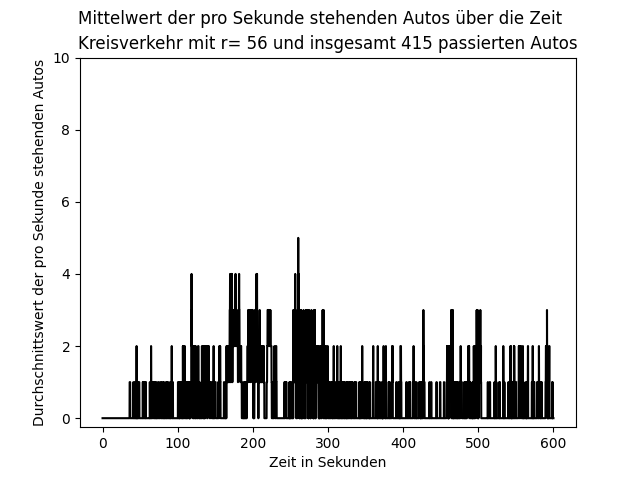 Mittelwert der pro Sekunde stehenden Autos über die Zeit
Kreisverkehr mit r= 56 und insgesamt 415 passierten Autos
Durchschnittswert der pro Sekunde stehenden Autos
10
8
6
4
2
0
0 100 200 300 400 500 600
Zeit in Sekunden